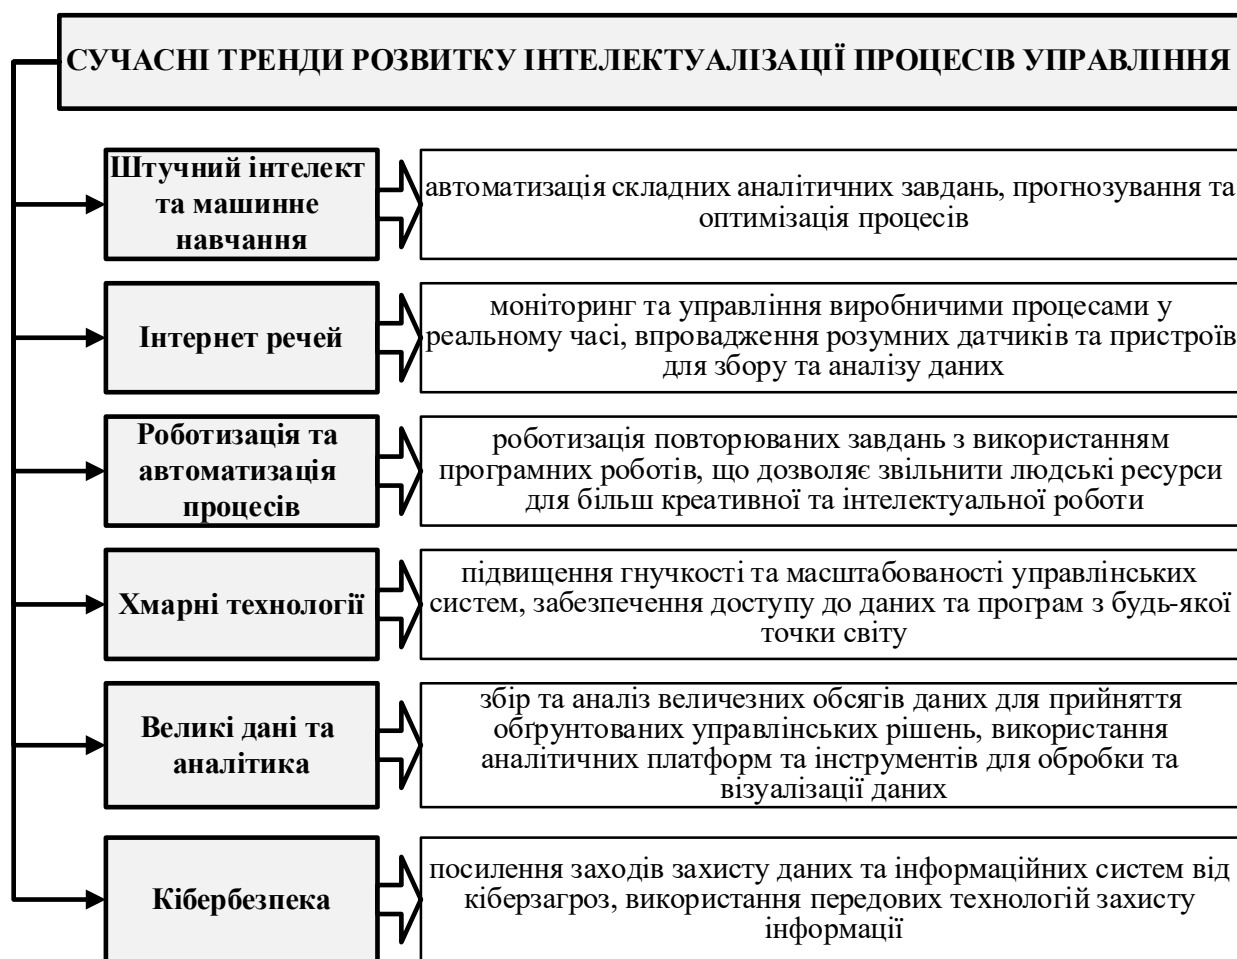 СУЧАСНІ ТРЕНДИ РОЗВИТКУ ІНТЕЛЕКТУАЛІЗАЦІЇ ПРОЦЕСІВ УПРАВЛІННЯ
Штучний інтелект
та машинне
навчання
автоматизація складних аналітичних завдань, прогнозування та
оптимізація процесів
Інтернет речей
моніторинг та управління виробничими процесами у
реальному часі, впровадження розумних датчиків та пристроїв
для збору та аналізу даних
Роботизація та
автоматизація
процесів
роботизація повторюваних завдань з використанням
програмних роботів, що дозволяє звільнити людські ресурси
для більш креативної та інтелектуальної роботи
Хмарні технології
підвищення гнучкості та масштабованості управлінських
систем, забезпечення доступу до даних та програм з будь-якої
точки світу
Великі дані та
аналітика
збір та аналіз величезних обсягів даних для прийняття
обґрунтованих управлінських рішень, використання
аналітичних платформ та інструментів для обробки та
візуалізації даних
Кібербезпека
посилення заходів захисту даних та інформаційних систем від
кіберзагроз, використання передових технологій захисту
інформації